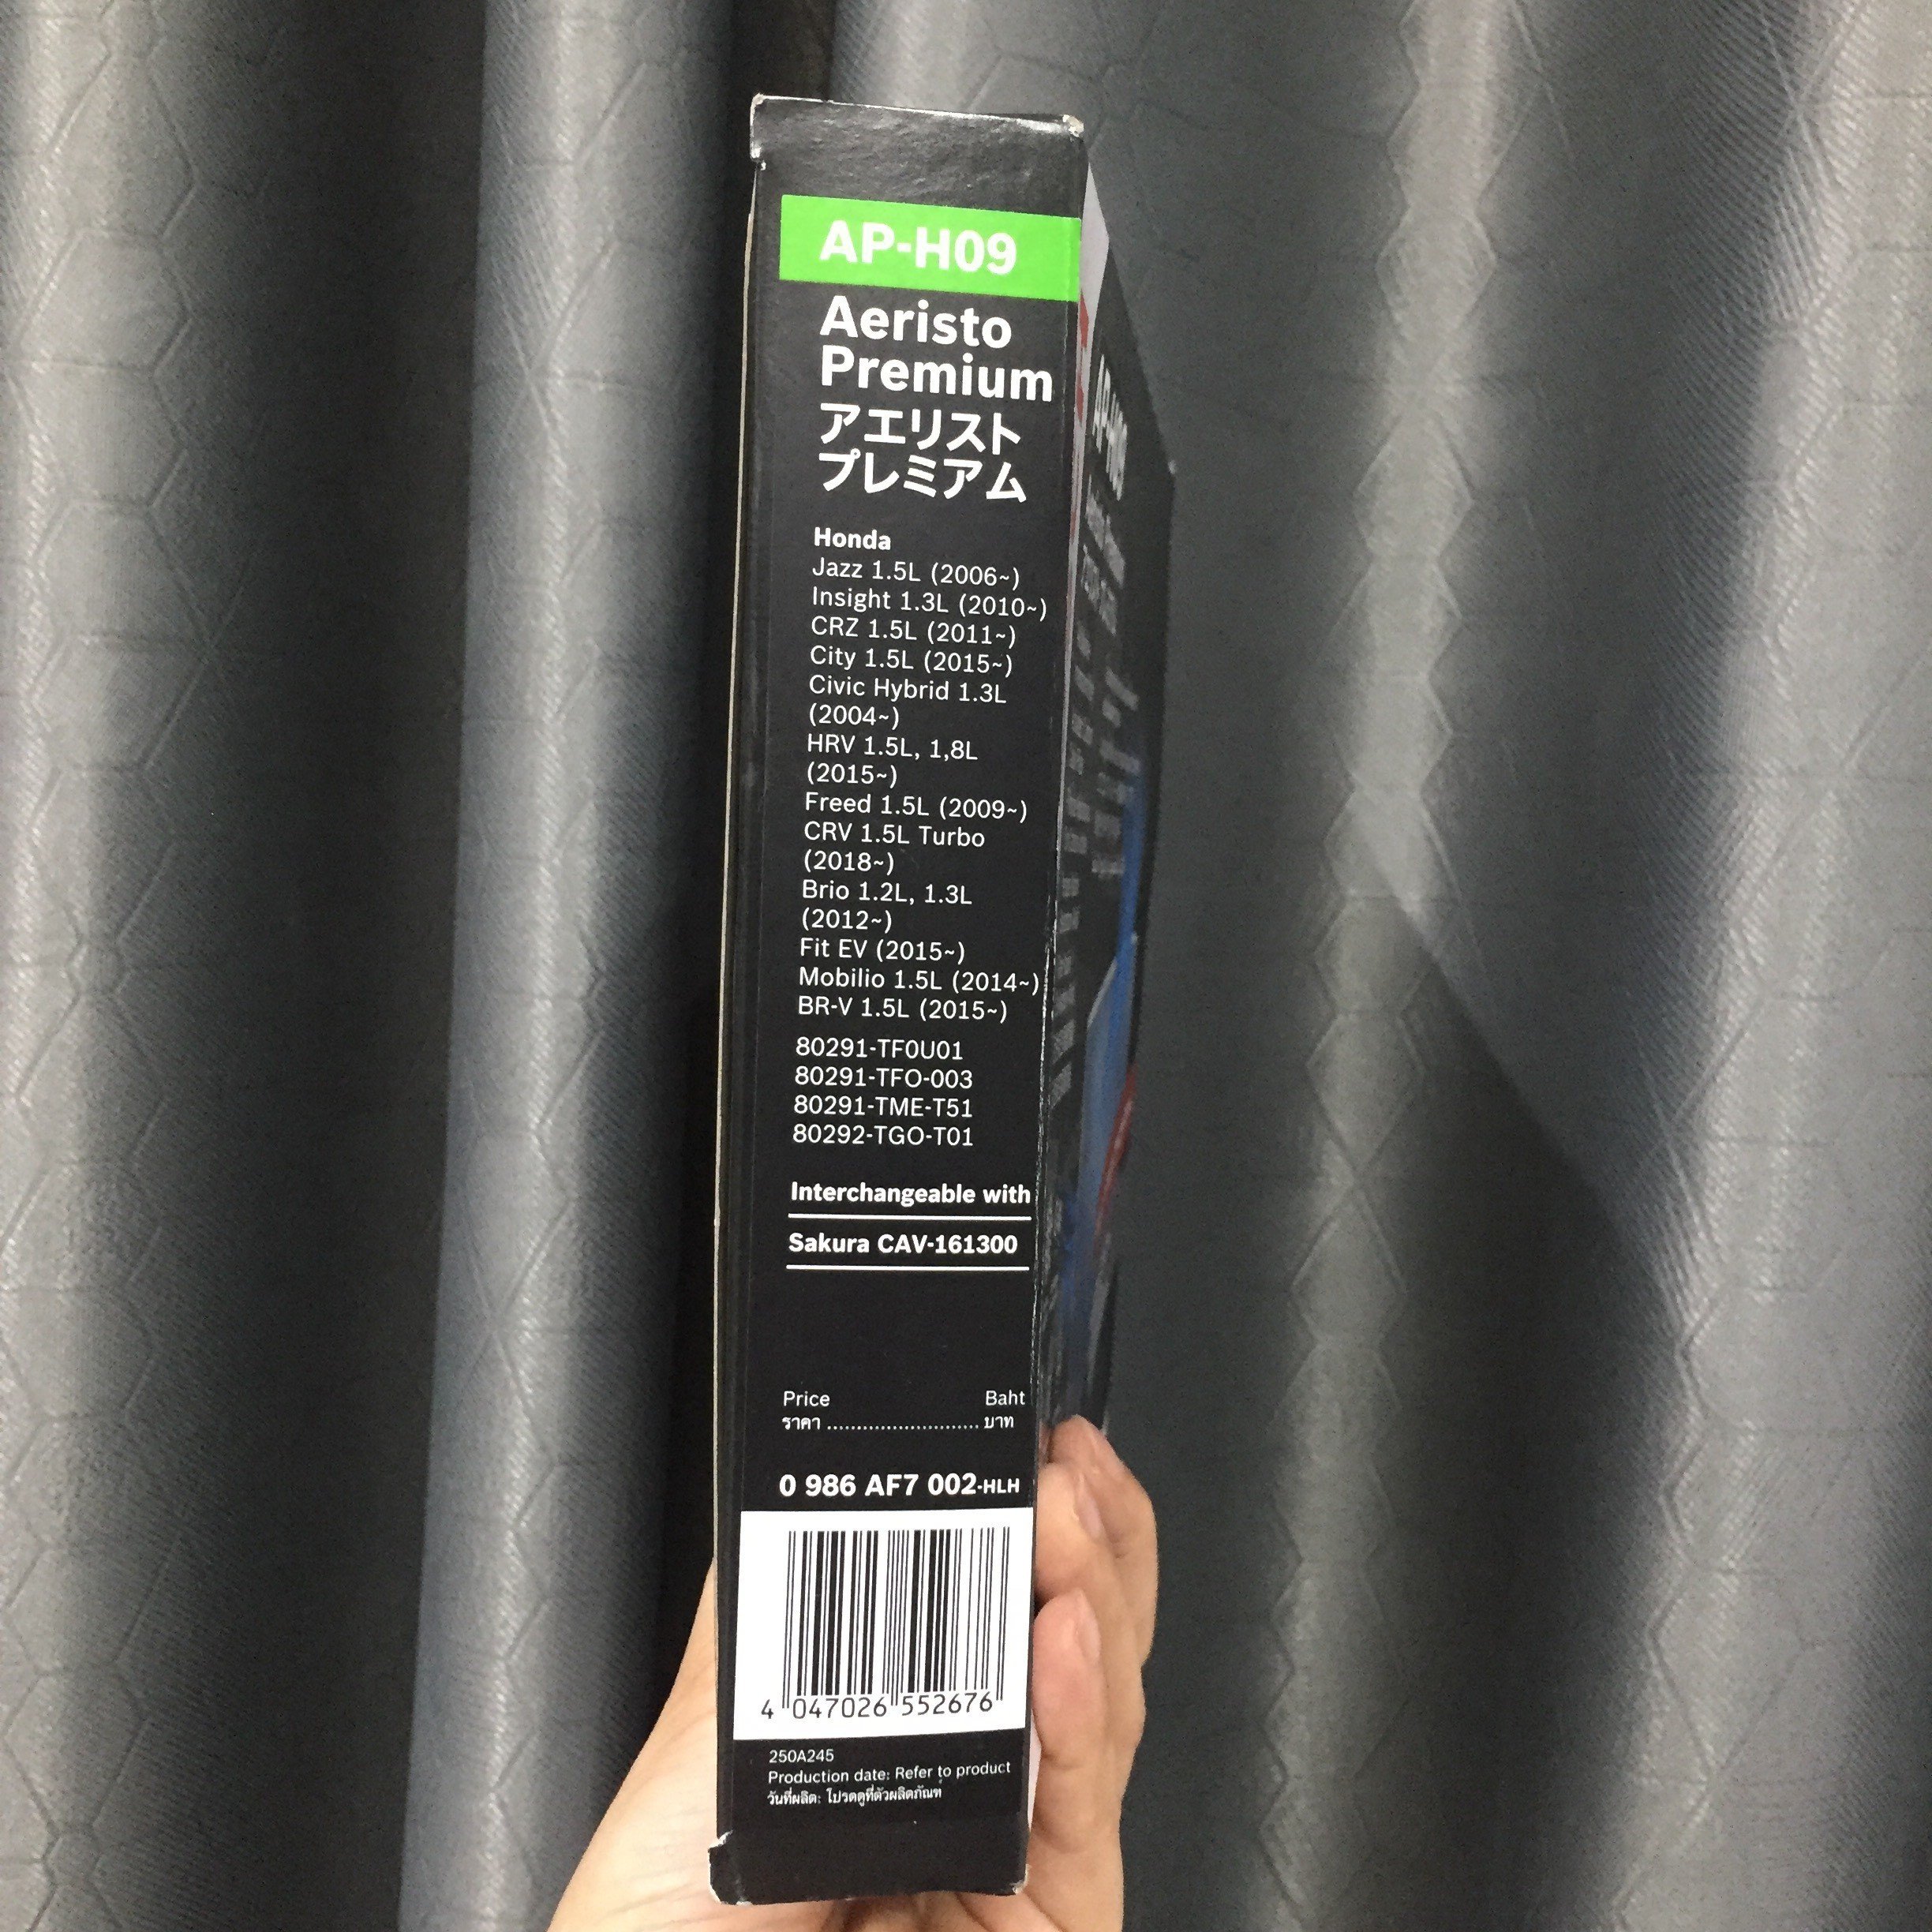 AP-H09
Aeristo
Premium
アエリスト
プレミアム
Honda
Jazz 1.5L (2006~)
Insight 1.3L (2010~)
CRZ 1.5L (2011~)
City 1.5L (2015~)
Civic Hybrid 1.3L
(2004~)
HRV 1.5L, 1,8L
(2015~)
Freed 1.5L (2009~)
CRV 1.5L Turbo
(2018~)
Brio 1.2L, 1.3L
(2012~)
Fit EV (2015~)
Mobilio 1.5L (2014~)
BR-V 1.5L (2015~)
80291-TF0U01
80291-TFO-003
80291-TME-T51
80292-TGO-T01
Interchangeable with
Sakura CAV-161300
Price Baht
ราคา .......................... บาท
0 986 AF7 002-HLH
4 047026 552676
250A245
Production date: Refer to product
วันที่ผลิต: โปรดดูที่ตัวผลิตภัณฑ์
AP-H09